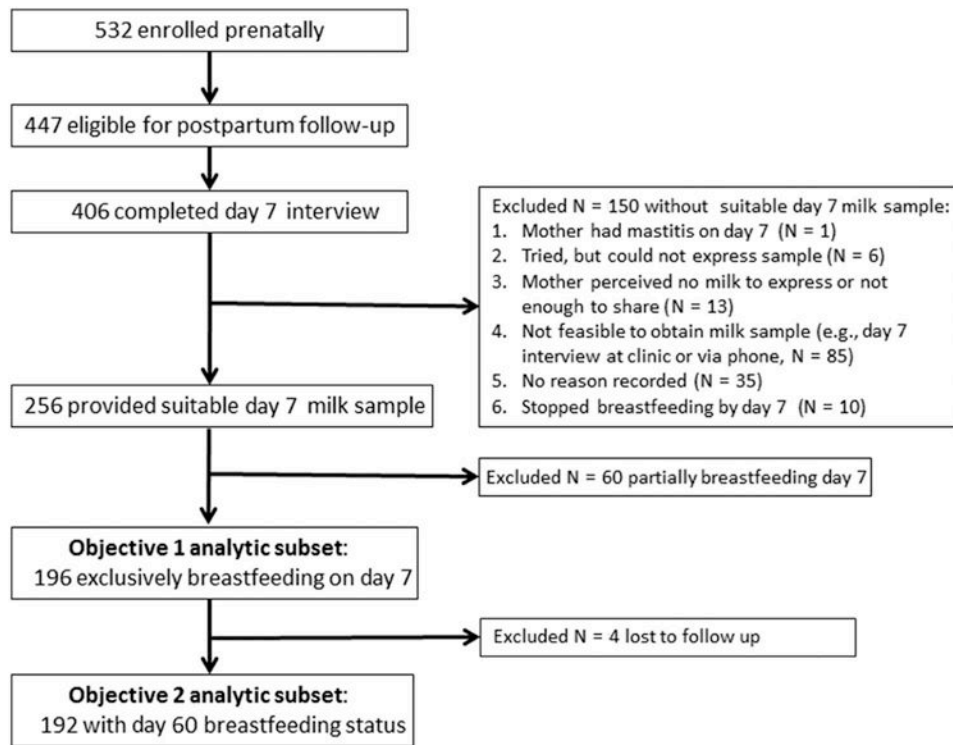 532 enrolled prenatally
447 eligible for postpartum follow-up
406 completed day 7 interview
Excluded N = 150 without suitable day 7 milk sample:
1. Mother had mastitis on day 7 (N = 1)
2. Tried, but could not express sample (N = 6)
3. Mother perceived no milk to express or not
enough to share (N = 13)
4. Not feasible to obtain milk sample (e.g., day 7
interview at clinic or via phone, N = 85)
5. No reason recorded (N = 35)
6. Stopped breastfeeding by day 7 (N = 10)
256 provided suitable day 7 milk sample
Excluded N = 60 partially breastfeeding day 7
Objective 1 analytic subset:
196 exclusively breastfeeding on day 7
Excluded N = 4 lost to follow up
Objective 2 analytic subset:
192 with day 60 breastfeeding status